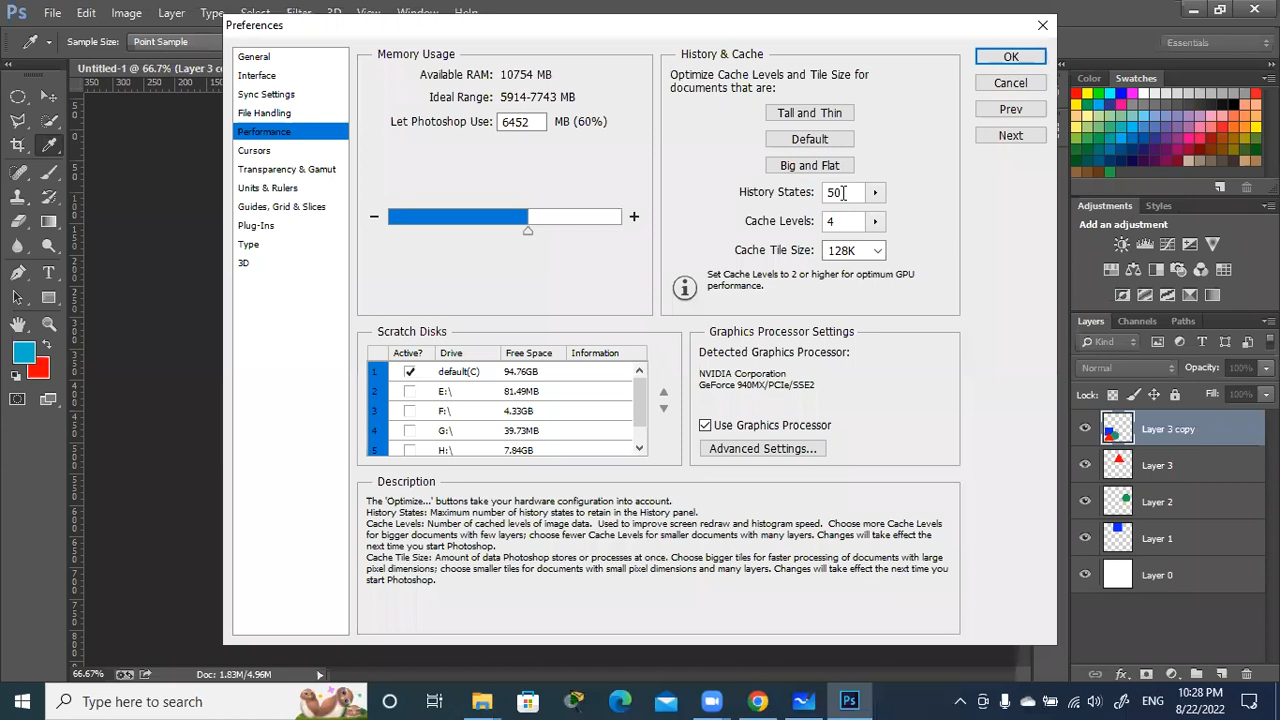 Ps File Edit Image Layer Type Select Filter 3D View Window Help
Preferences
Sample Size: Point Sample
Essentials
Untitled-1 @ 66.7% (Layer 3 c
General
Interface
Sync Settings
File Handling
Performance
Cursors
Transparency & Gamut
Units & Rulers
Guides, Grid & Slices
Plug-Ins
Type
3D
Memory Usage
Available RAM: 10754 MB
Ideal Range: 5914-7743 MB
Let Photoshop Use: 6452 MB (60%)
History & Cache
Optimize Cache Levels and Tile Size for
documents that are:
Tall and Thin
Default
Big and Flat
History States: 50
Cache Levels: 4
Cache Tile Size: 128K
Set Cache Levels to 2 or higher for optimum GPU
performance.
OK
Cancel
Prev
Next
Scratch Disks
Active? Drive Free Space Information
1 default(C) 94.76GB
2 E:\ 81.49MB
3 F:\ 4.33GB
4 G:\ 39.73MB
5 H:\ 7.84GB
Graphics Processor Settings
Detected Graphics Processor:
NVIDIA Corporation
GeForce 940MX/PCIe/SSE2
Use Graphics Processor
Advanced Settings...
Description
The 'Optimize...' buttons take your hardware configuration into account.
History States: Maximum number of history states to retain in the History panel.
Cache Levels: Number of cached levels of image data. Used to improve screen redraw and histogram speed. Choose more Cache Levels
for bigger documents with few layers; choose fewer Cache Levels for smaller documents with many layers. Changes will take effect the
next time you start Photoshop.
Cache Tile Size: Amount of data Photoshop stores or processes at once. Choose bigger tiles for faster processing of documents with large
pixel dimensions; choose smaller tiles for documents with small pixel dimensions and many layers. Changes will take effect the next time you
start Photoshop.
Color Swatches
Adjustments Styles
Add an adjustment
Layers Channels Paths
Kind
Normal Opacity: 100%
Lock: Fill: 100%
Layer 3 copy
Layer 3
Layer 2
Layer 1
Layer 0
66.67% Doc: 1.83M/4.96M
Type here to search
Ps
ENG
10:28 PM
8/22/2022